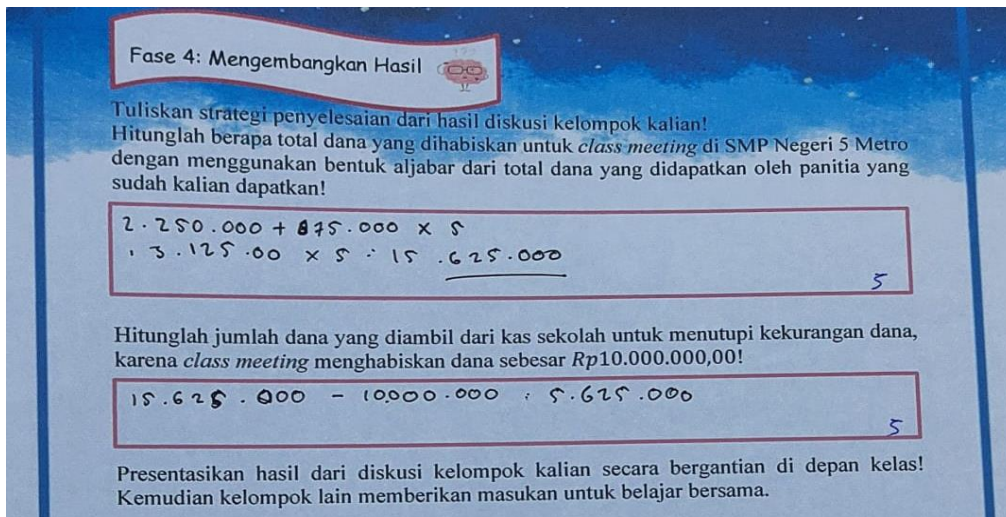 Fase 4: Mengembangkan Hasil
Tuliskan strategi penyelesaian dari hasil diskusi kelompok kalian!
Hitunglah berapa total dana yang dihabiskan untuk class meeting di SMP Negeri 5 Metro
dengan menggunakan bentuk aljabar dari total dana yang didapatkan oleh panitia yang
sudah kalian dapatkan!
2.250.000 + 875.000 × 5
: 3.125.00 × 5 : 15.625.000
5
Hitunglah jumlah dana yang diambil dari kas sekolah untuk menutupi kekurangan dana,
karena class meeting menghabiskan dana sebesar Rp10.000.000,00!
15.625.000 - 10.000.000 : 5.625.000
5
Presentasikan hasil dari diskusi kelompok kalian secara bergantian di depan kelas!
Kemudian kelompok lain memberikan masukan untuk belajar bersama.